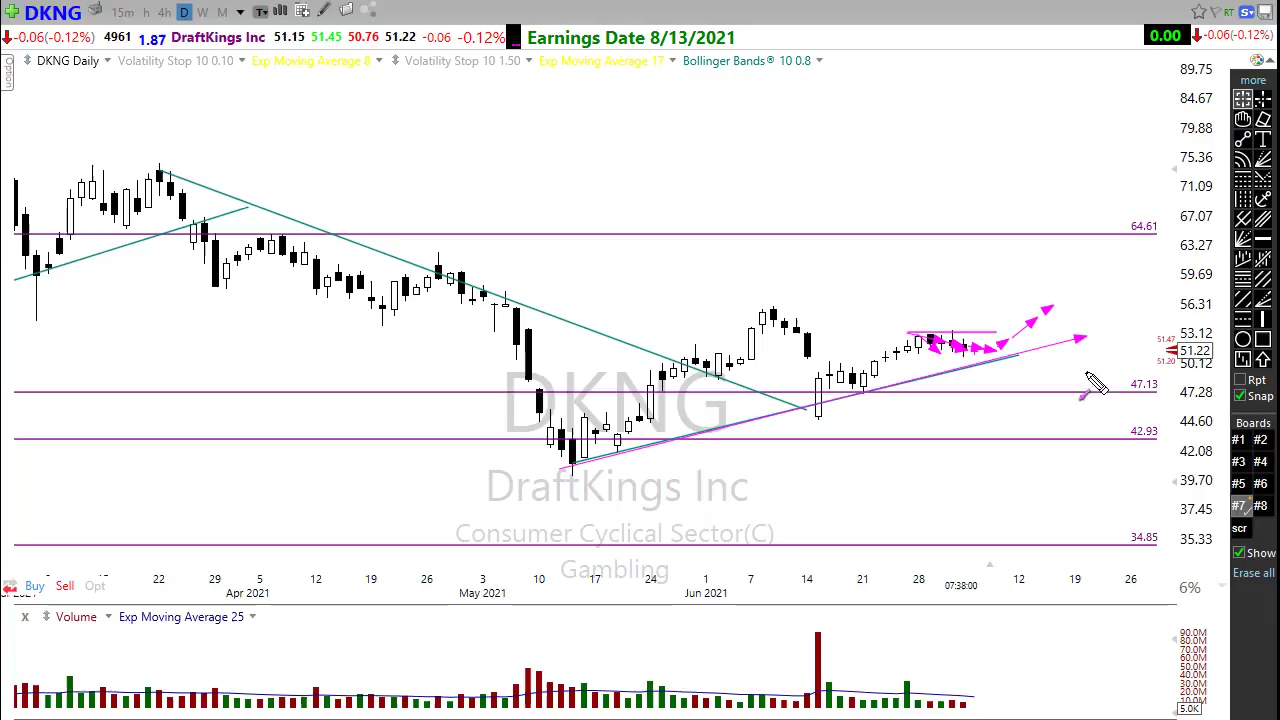 DKNG 15m h 4h D W M T RT S
-0.06(-0.12%) 4961 1.87 DraftKings Inc 51.15 51.45 50.76 51.22 -0.06 -0.12% Earnings Date 8/13/2021 0.00 -0.06(-0.12%)
Option
DKNG Daily Volatility Stop 10 0.10 Exp Moving Average 8 Volatility Stop 10 1.50 Exp Moving Average 17 Bollinger Bands® 10 0.8
89.75
more
84.67
79.88
75.36
71.09
67.07
64.61
63.27
59.69
56.31
53.12
51.47
51.22
51.20
50.12
Rpt
47.13
47.28
Snap
DKNG
Boards
44.60
42.93
#1 #2
42.08
#3 #4
39.70
#5 #6
DraftKings Inc
37.45
#7 #8
Consumer Cyclical Sector(C)
scr
34.85
35.33
Show
Gambling
Erase all
22 29 5 12 19 26 3 10 17 24 1 7 14 21 28 07:38:00 12 19 26
Buy Sell Opt
6%
Apr 2021 May 2021 Jun 2021
x Volume Exp Moving Average 25
90.0M
80.0M
70.0M
60.0M
50.0M
40.0M
30.0M
20.0M
10.0M
5.0K